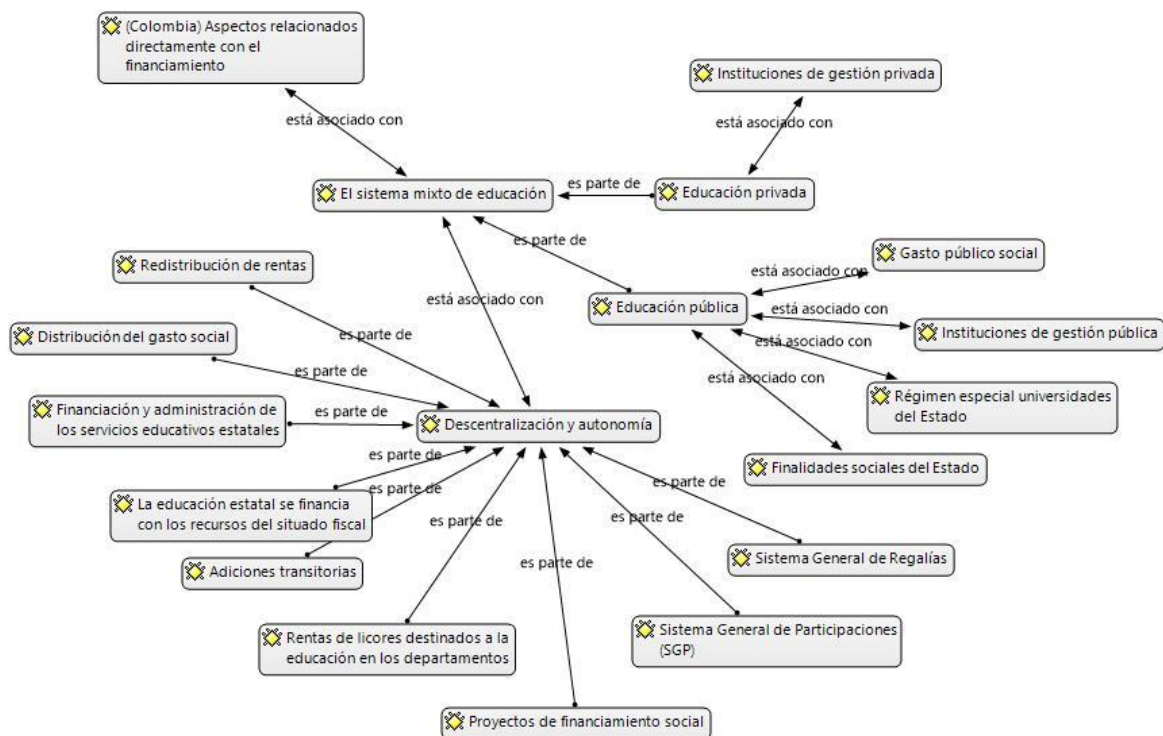 (Colombia) Aspectos relacionados
directamente con el
financiamiento
Instituciones de gestión privada
está asociado con
está asociado con
El sistema mixto de educación
es parte de
Educación privada
es parte de
Redistribución de rentas
Gasto público social
está asociado con
está asociado con
Educación pública
está asociado con
Instituciones de gestión pública
es parte de
Distribución del gasto social
está asociado con
es parte de
está asociado con
Financiación y administración de
los servicios educativos estatales
es parte de
Descentralización y autonomía
Régimen especial universidades
del Estado
es parte de
Finalidades sociales del Estado
es parte de
es parte de
La educación estatal se financia
con los recursos del situado fiscal
es parte de
es parte de
Adiciones transitorias
es parte de
Sistema General de Regalías
Rentas de licores destinados a la
educación en los departamentos
Sistema General de Participaciones
(SGP)
Proyectos de financiamiento social